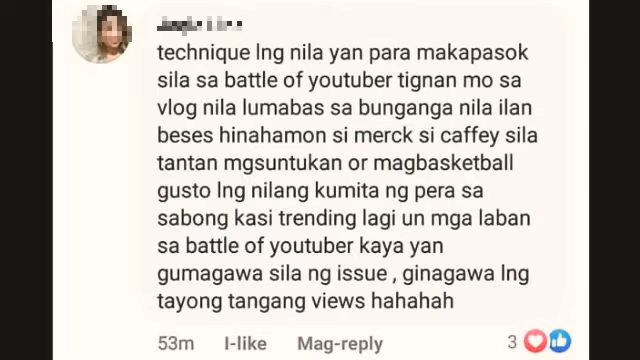 technique lng nila yan para makapasok
sila sa battle of youtuber tignan mo sa
vlog nila lumabas sa bunganga nila ilan
beses hinahamon si merck si caffey sila
tantan mgsuntukan or magbasketball
gusto lng nilang kumita ng pera sa
sabong kasi trending lagi un mga laban
sa battle of youtuber kaya yan
gumagawa sila ng issue , ginagawa lng
tayong tangang views hahahah
53m I-like Mag-reply 3